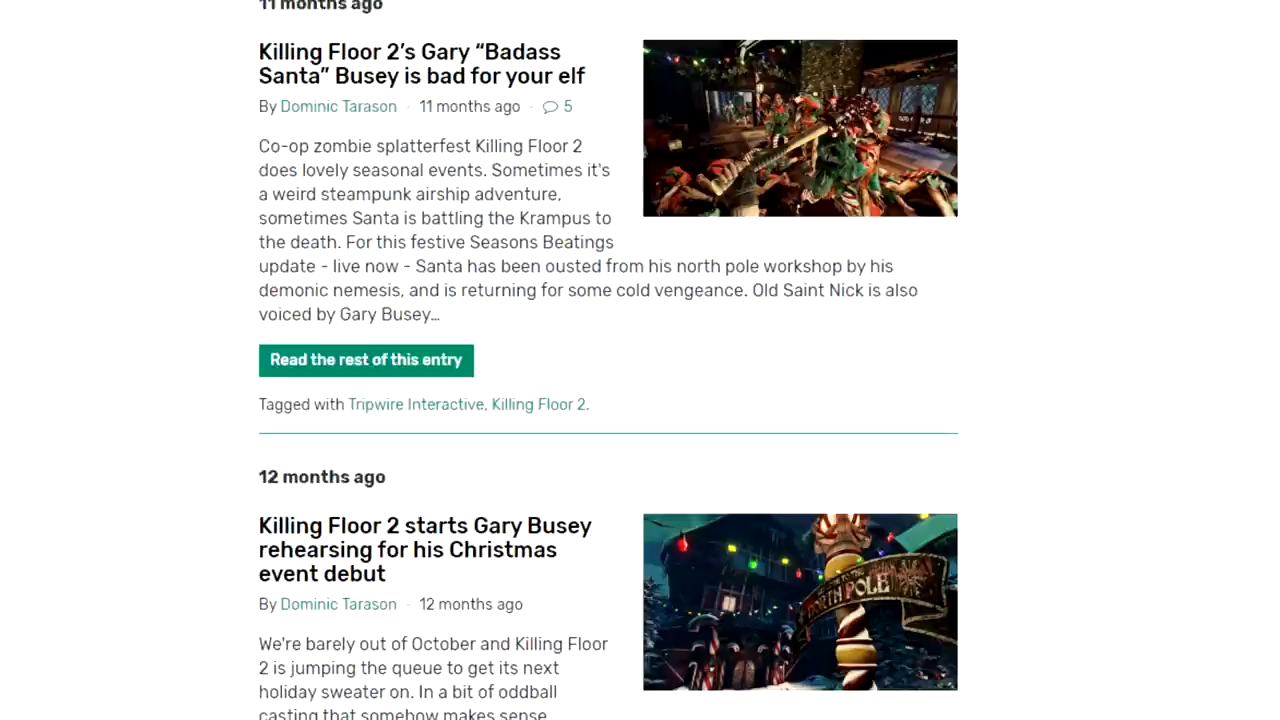 11 months ago
Killing Floor 2’s Gary “Badass
Santa” Busey is bad for your elf
By Dominic Tarason · 11 months ago · 5
Co-op zombie splatterfest Killing Floor 2
does lovely seasonal events. Sometimes it's
a weird steampunk airship adventure,
sometimes Santa is battling the Krampus to
the death. For this festive Seasons Beatings
update - live now - Santa has been ousted from his north pole workshop by his
demonic nemesis, and is returning for some cold vengeance. Old Saint Nick is also
voiced by Gary Busey…
Read the rest of this entry
Tagged with Tripwire Interactive, Killing Floor 2.
12 months ago
Killing Floor 2 starts Gary Busey
rehearsing for his Christmas
event debut
By Dominic Tarason · 12 months ago
We're barely out of October and Killing Floor
2 is jumping the queue to get its next
holiday sweater on. In a bit of oddball
casting that somehow makes sense,
NORTH POLE